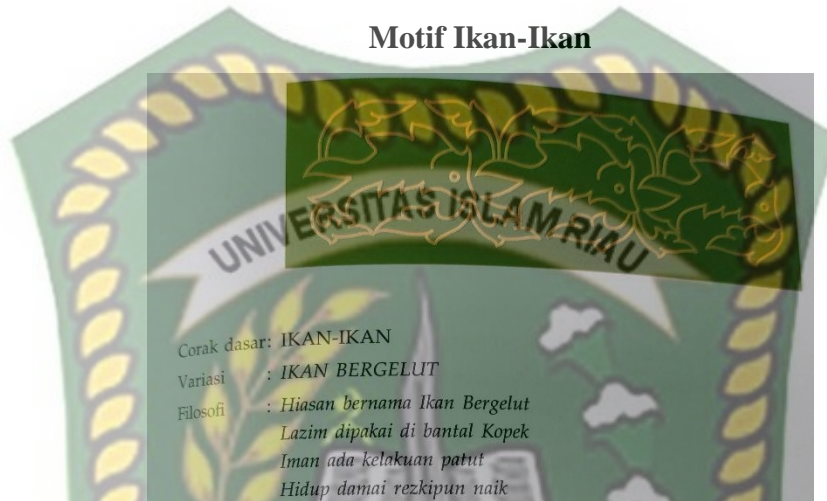 Motif Ikan-Ikan
UNIVERSITAS ISLAM RIAU
Corak dasar: IKAN-IKAN
Variasi : IKAN BERGELUT
Filosofi : Hiasan bernama Ikan Bergelut
Lazim dipakai di bantal Kopek
Iman ada kelakuan patut
Hidup damai rezkipun naik